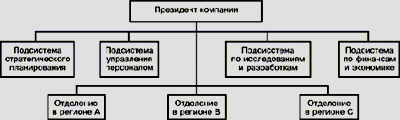 Президент компании
Подсистема
стратегического
планирования
Подсистема
управления
персоналом
Подсистема
по исследованиям
и разработкам
Подсистема
по финансам
и экономике
Отделение
в регионе А
Отделение
в регионе В
Отделение
в регионе С